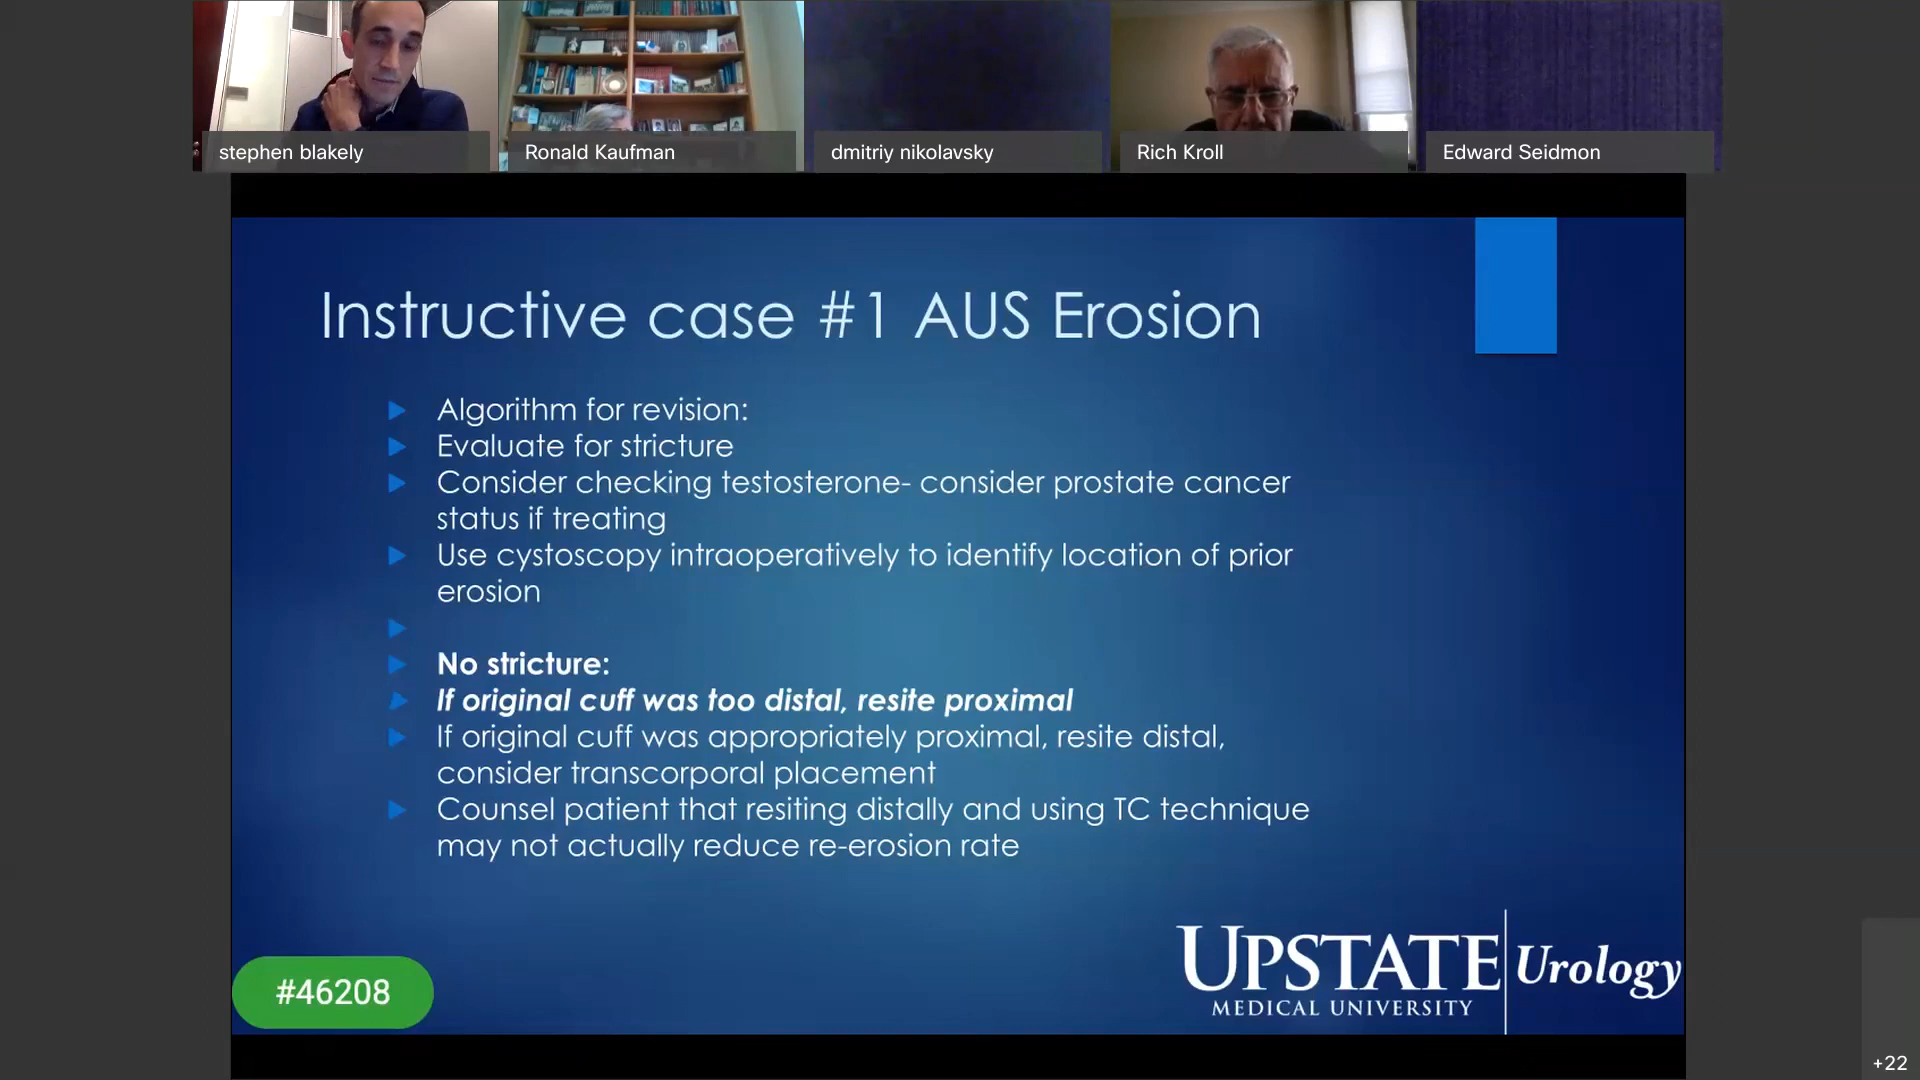 stephen blakely
Ronald Kaufman
dmitriy nikolavsky
Rich Kroll
Edward Seidmon
Instructive case #1 AUS Erosion
Algorithm for revision:
Evaluate for stricture
Consider checking testosterone- consider prostate cancer
status if treating
Use cystoscopy intraoperatively to identify location of prior
erosion
No stricture:
If original cuff was too distal, resite proximal
If original cuff was appropriately proximal, resite distal,
consider transcorporal placement
Counsel patient that resiting distally and using TC technique
may not actually reduce re-erosion rate
UPSTATE Urology
MEDICAL UNIVERSITY
#46208
+22